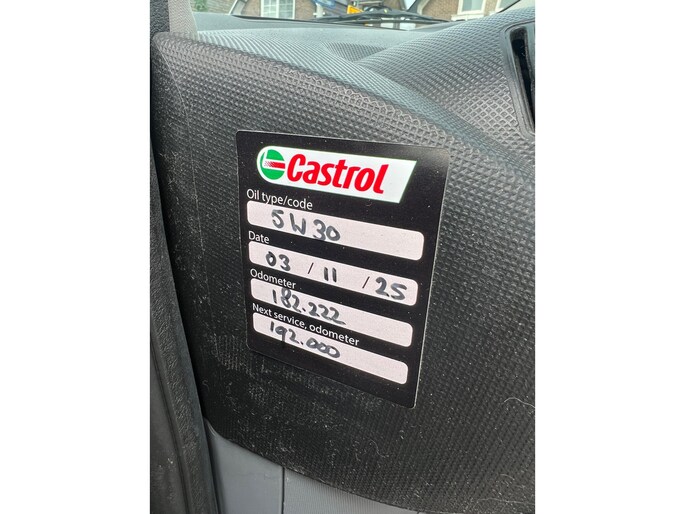 Castrol
Oil type/code
5W30
Date
03 / 11 / 25
Odometer
182.222
Next service, odometer
192.000